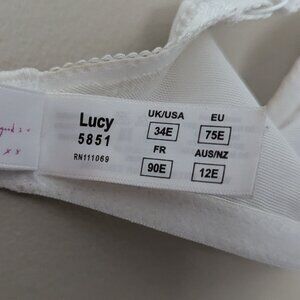 Lucy
5851
RN111069
UK/USA EU
34E 75E
FR AUS/NZ
90E 12E
x x